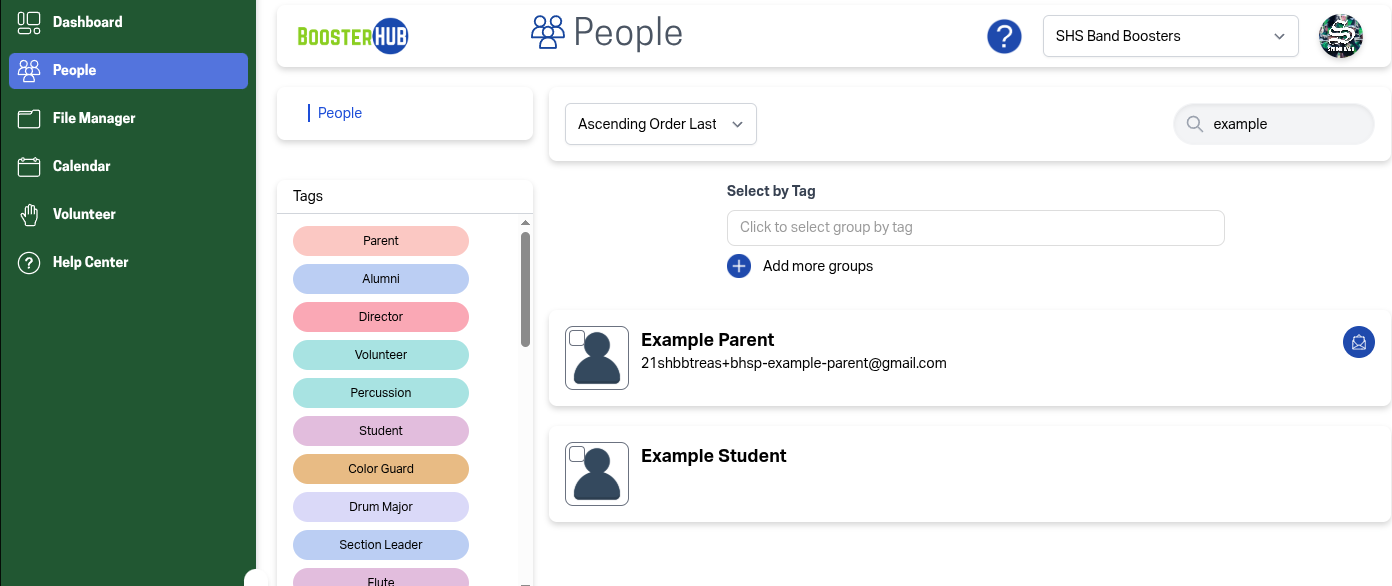 Dashboard
People
File Manager
Calendar
Volunteer
Help Center
BOOSTERHUB
People
?
SHS Band Boosters
People
Ascending Order Last
example
Tags
Parent
Alumni
Director
Volunteer
Percussion
Student
Color Guard
Drum Major
Section Leader
Flute
Select by Tag
Click to select group by tag
Add more groups
Example Parent
21shbbtreas+bhsp-example-parent@gmail.com
Example Student